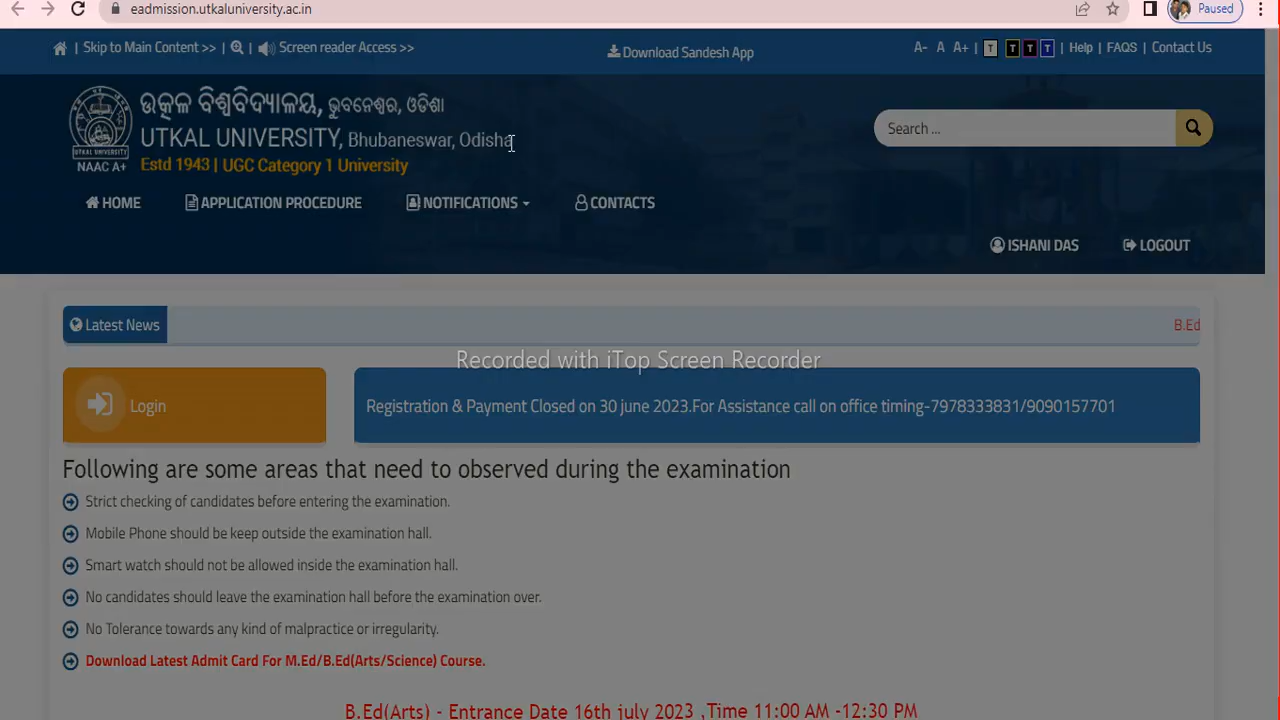 eadmission.utkaluniversity.ac.in
Paused
| Skip to Main Content >> | | Screen reader Access >>
Download Sandesh App
A- A A+ | T T T T | Help | FAQS | Contact Us
ଉତ୍କଳ ବିଶ୍ୱବିଦ୍ୟାଳୟ, ଭୁବନେଶ୍ୱର, ଓଡିଶା
UTKAL UNIVERSITY, Bhubaneswar, Odisha
UTKAL UNIVERSITY
NAAC A+
Estd 1943 | UGC Category 1 University
Search ...
HOME
APPLICATION PROCEDURE
NOTIFICATIONS
CONTACTS
ISHANI DAS
LOGOUT
Latest News
B.Ed
Recorded with iTop Screen Recorder
Login
Registration & Payment Closed on 30 june 2023.For Assistance call on office timing-7978333831/9090157701
Following are some areas that need to observed during the examination
Strict checking of candidates before entering the examination.
Mobile Phone should be keep outside the examination hall.
Smart watch should not be allowed inside the examination hall.
No candidates should leave the examination hall before the examination over.
No Tolerance towards any kind of malpractice or irregularity.
Download Latest Admit Card For M.Ed/B.Ed(Arts/Science) Course.
B.Ed(Arts) - Entrance Date 16th july 2023 ,Time 11:00 AM -12:30 PM